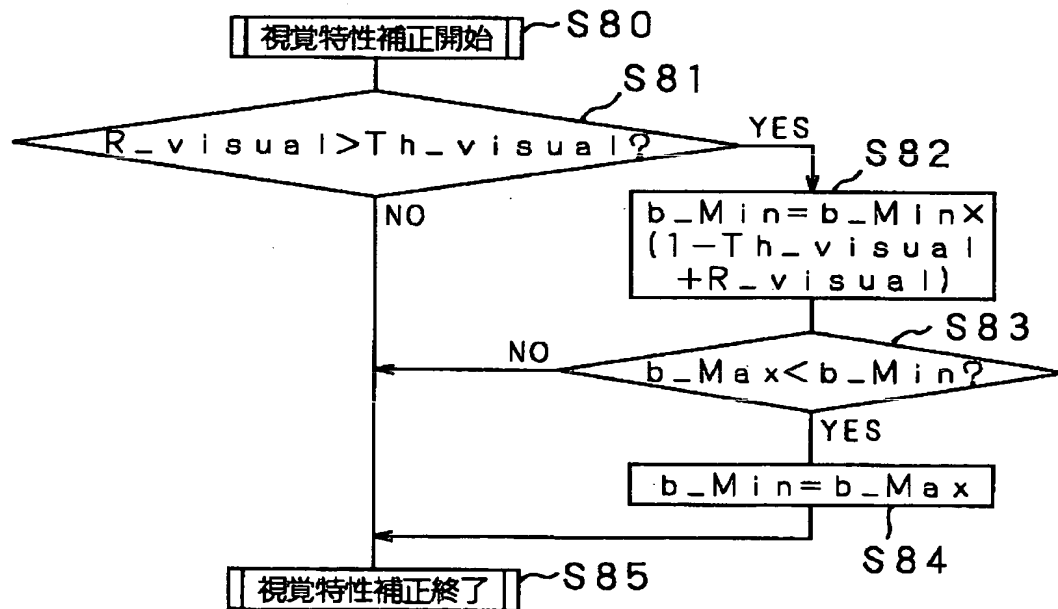 視覚特性補正開始
S80
S81
R_visual>Th_visual?
YES
NO
S82
b_Min=b_Min×
(1-Th_visual
+R_visual)
S83
NO
b_Max<b_Min?
YES
b_Min=b_Max
S84
視覚特性補正終了
S85